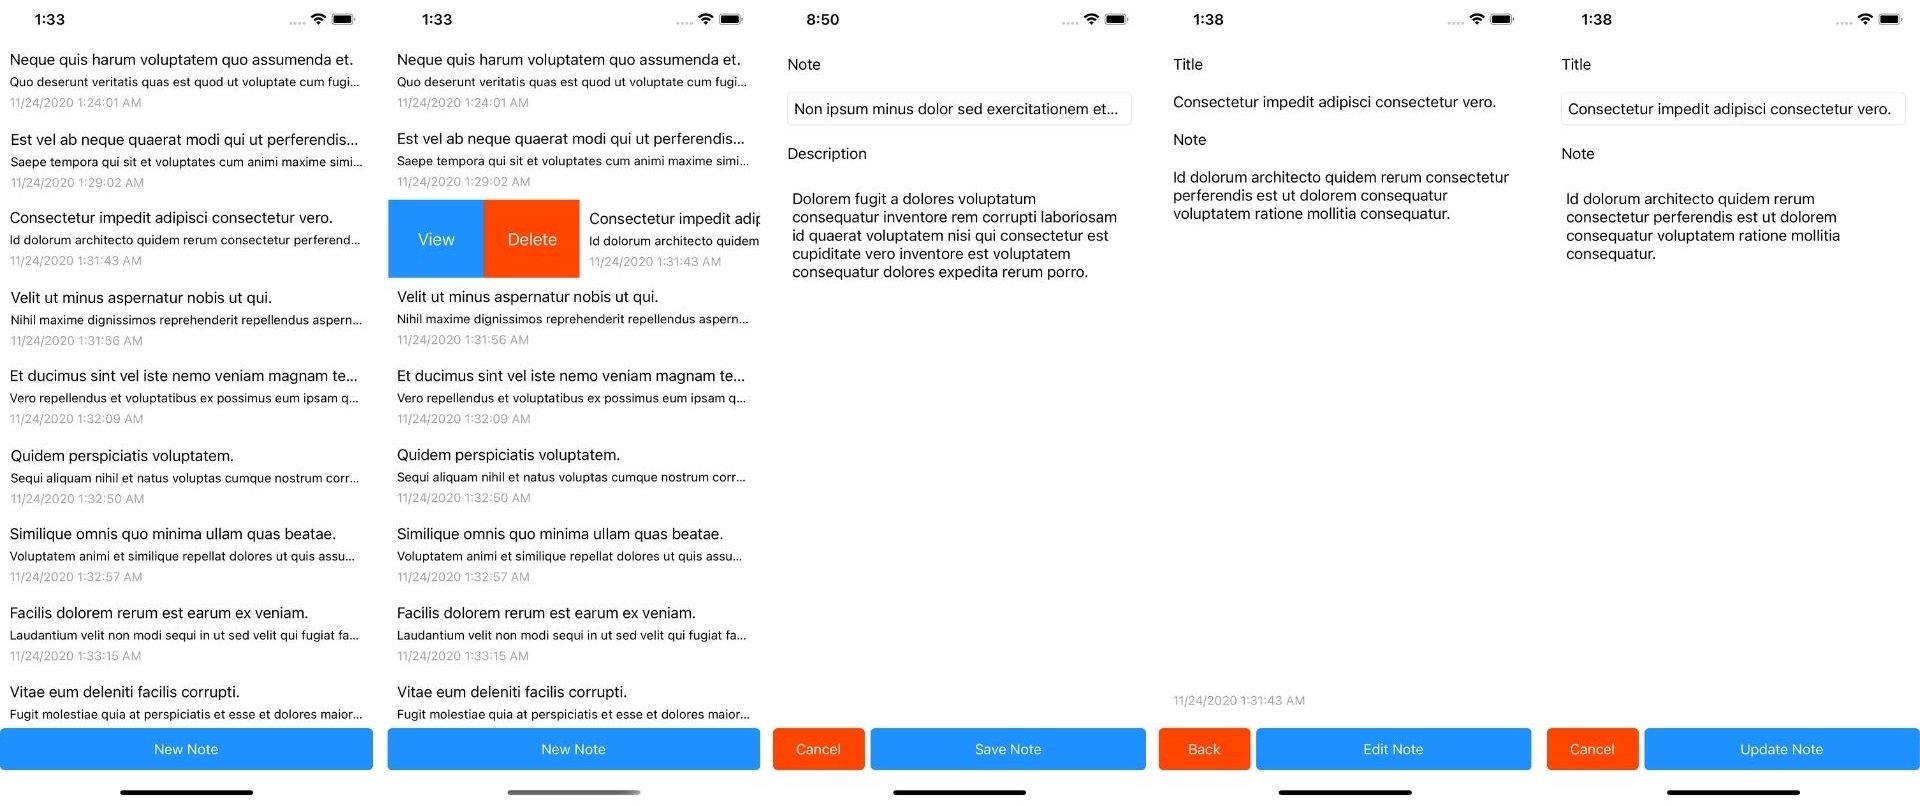 1:33
Neque quis harum voluptatem quo assumenda et.
Quo deserunt veritatis quas est quod ut voluptate cum fugi...
11/24/2020 1:24:01 AM
Est vel ab neque quaerat modi qui ut perferendis...
Saepe tempora qui sit et voluptates cum animi maxime simi...
11/24/2020 1:29:02 AM
Consectetur impedit adipisci consectetur vero.
Id dolorum architecto quidem rerum consectetur perferend...
11/24/2020 1:31:43 AM
Velit ut minus aspernatur nobis ut qui.
Nihil maxime dignissimos reprehenderit repellendus aspern...
11/24/2020 1:31:56 AM
Et ducimus sint vel iste nemo veniam magnam te...
Vero repellendus et voluptatibus ex possimus eum ipsam q...
11/24/2020 1:32:09 AM
Quidem perspiciatis voluptatem.
Sequi aliquam nihil et natus voluptas cumque nostrum corr...
11/24/2020 1:32:50 AM
Similique omnis quo minima ullam quas beatae.
Voluptatem animi et similique repellat dolores ut quis assu...
11/24/2020 1:32:57 AM
Facilis dolorem rerum est earum ex veniam.
Laudantium velit non modi sequi in ut sed velit qui fugiat fa...
11/24/2020 1:33:15 AM
Vitae eum deleniti facilis corrupti.
Fugit molestiae quia at perspiciatis et esse et dolores maior...
New Note
1:33
Neque quis harum voluptatem quo assumenda et.
Quo deserunt veritatis quas est quod ut voluptate cum fugi...
11/24/2020 1:24:01 AM
Est vel ab neque quaerat modi qui ut perferendis...
Saepe tempora qui sit et voluptates cum animi maxime simi...
11/24/2020 1:29:02 AM
View
Delete
Consectetur impedit adip
Id dolorum architecto quidem
11/24/2020 1:31:43 AM
Velit ut minus aspernatur nobis ut qui.
Nihil maxime dignissimos reprehenderit repellendus aspern...
11/24/2020 1:31:56 AM
Et ducimus sint vel iste nemo veniam magnam te...
Vero repellendus et voluptatibus ex possimus eum ipsam q...
11/24/2020 1:32:09 AM
Quidem perspiciatis voluptatem.
Sequi aliquam nihil et natus voluptas cumque nostrum corr...
11/24/2020 1:32:50 AM
Similique omnis quo minima ullam quas beatae.
Voluptatem animi et similique repellat dolores ut quis assu...
11/24/2020 1:32:57 AM
Facilis dolorem rerum est earum ex veniam.
Laudantium velit non modi sequi in ut sed velit qui fugiat fa...
11/24/2020 1:33:15 AM
Vitae eum deleniti facilis corrupti.
Fugit molestiae quia at perspiciatis et esse et dolores maior...
New Note
8:50
Note
Non ipsum minus dolor sed exercitationem et...
Description
Dolorem fugit a dolores voluptatum
consequatur inventore rem corrupti laboriosam
id quaerat voluptatem nisi qui consectetur est
cupiditate vero inventore est voluptatem
consequatur dolores expedita rerum porro.
Cancel
Save Note
1:38
Title
Consectetur impedit adipisci consectetur vero.
Note
Id dolorum architecto quidem rerum consectetur
perferendis est ut dolorem consequatur
voluptatem ratione mollitia consequatur.
11/24/2020 1:31:43 AM
Back
Edit Note
1:38
Title
Consectetur impedit adipisci consectetur vero.
Note
Id dolorum architecto quidem rerum
consectetur perferendis est ut dolorem
consequatur voluptatem ratione mollitia
consequatur.
Cancel
Update Note